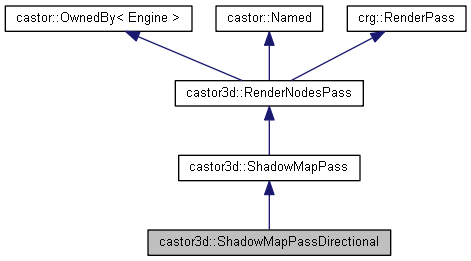 castor::OwnedBy< Engine >
castor::Named
crg::RenderPass
castor3d::RenderNodesPass
castor3d::ShadowMapPass
castor3d::ShadowMapPassDirectional